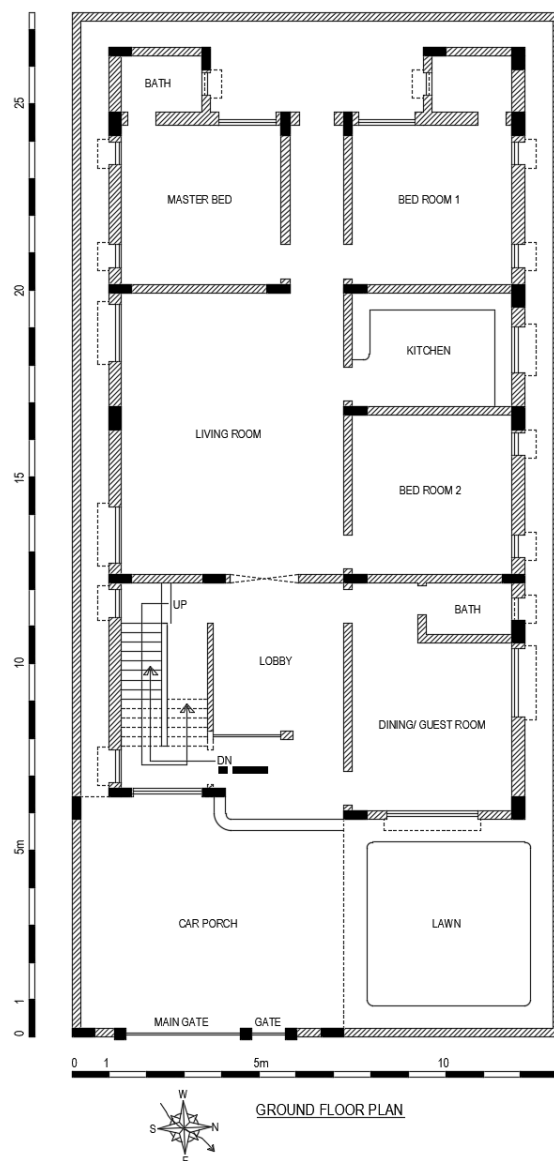 25
BATH
MASTER BED
BED ROOM 1
20
KITCHEN
LIVING ROOM
15
BED ROOM 2
UP
BATH
10
LOBBY
DINING/ GUEST ROOM
DN
5m
CAR PORCH
LAWN
1
0
MAIN GATE
GATE
0
1
5m
10
GROUND FLOOR PLAN
W
S
N
E